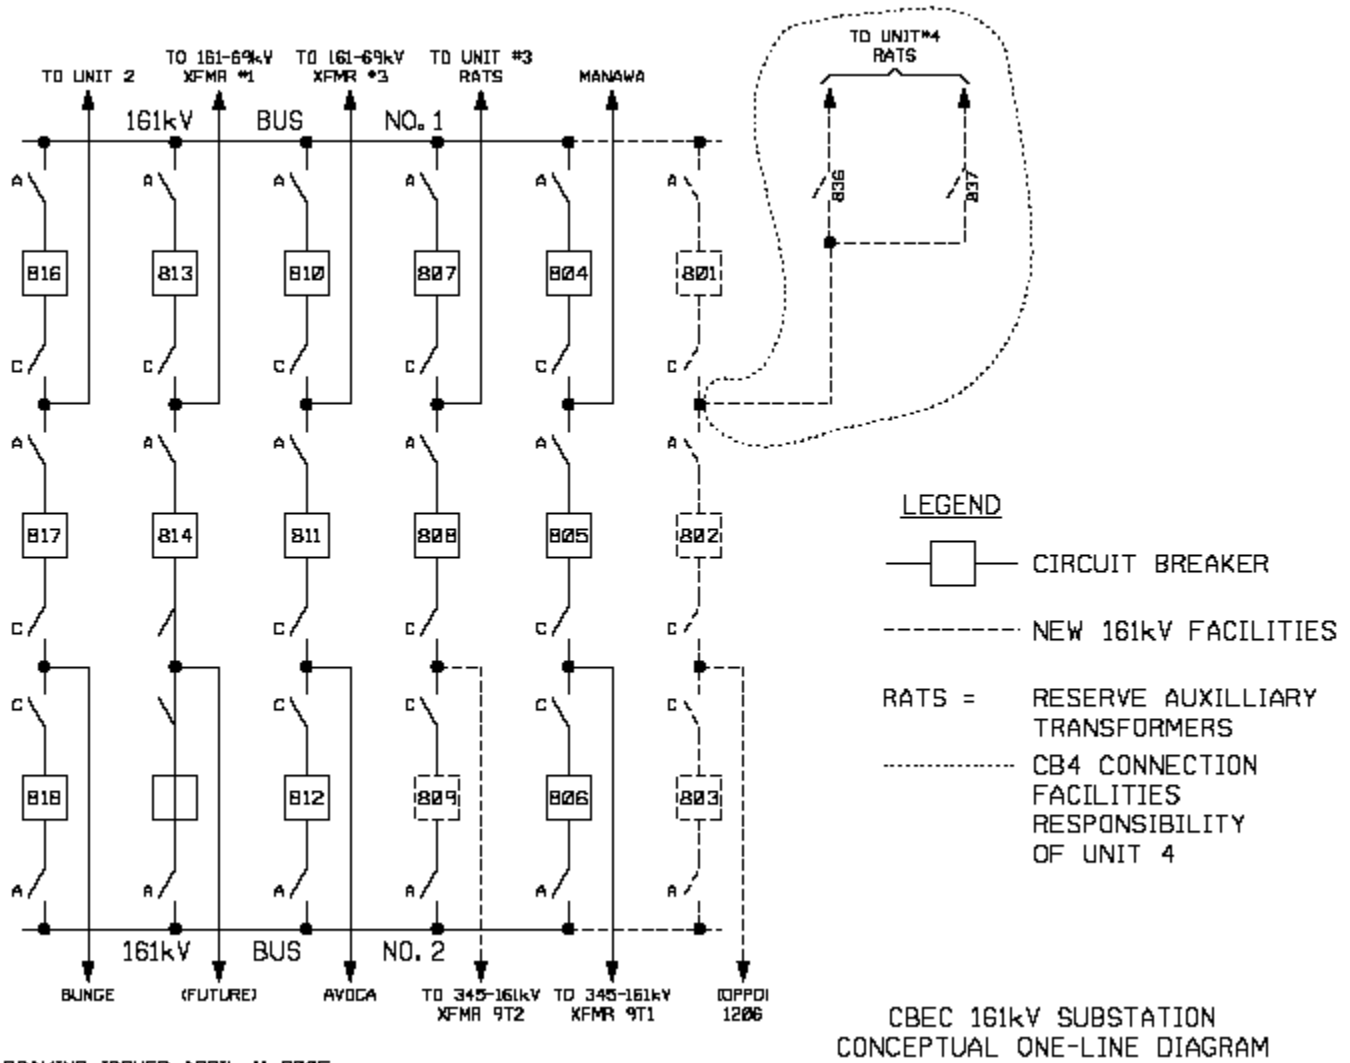 TO UNIT 2
TO 161-69kV
XFMR #1
TO 161-69kV
XFMR #3
TO UNIT #3
RATS
MANAWA
TO UNIT#4
RATS
161kV BUS NO. 1
A A A A A A
836 837
816 813 810 807 804 801
C C C C C C
A A A A A A
817 814 811 808 805 802
C C C C C
C C C C C
818 812 809 806 803
A A A A A A
161kV BUS NO. 2
BUNGE
(FUTURE)
AVOCA
TO 345-161kV
XFMR 9T2
TO 345-161kV
XFMR 9T1
(OPPD)
1206
LEGEND
CIRCUIT BREAKER
NEW 161kV FACILITIES
RATS = RESERVE AUXILLIARY
TRANSFORMERS
CB4 CONNECTION
FACILITIES
RESPONSIBILITY
OF UNIT 4
CBEC 161kV SUBSTATION
CONCEPTUAL ONE-LINE DIAGRAM